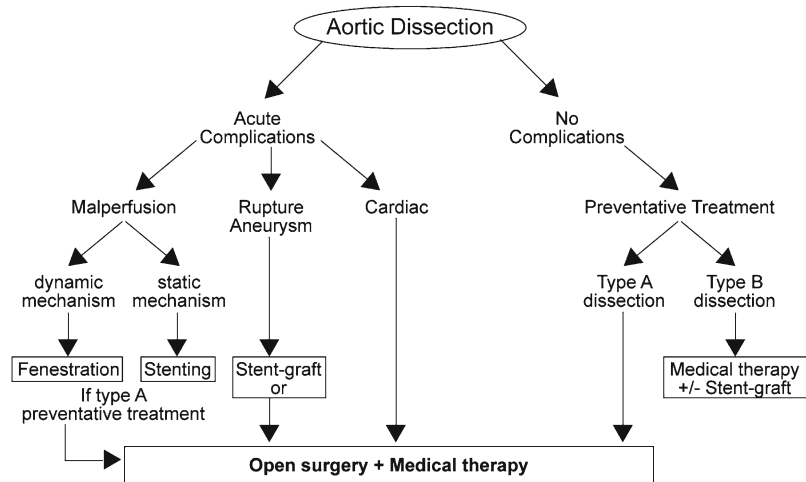 Aortic Dissection
Acute
Complications
No
Complications
Malperfusion
Rupture
Aneurysm
Cardiac
Preventative Treatment
dynamic
mechanism
static
mechanism
Type A
dissection
Type B
dissection
Fenestration
Stenting
Stent-graft
or
Medical therapy
+/- Stent-graft
If type A
preventative treatment
Open surgery + Medical therapy